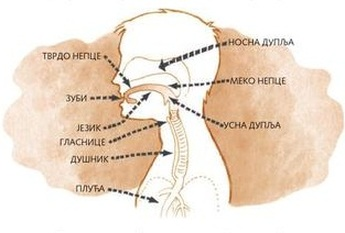 НОСНА ДУПЉА
ТВРДО НЕПЦЕ
МЕКО НЕПЦЕ
ЗУБИ
ЈЕЗИК
УСНА ДУПЉА
ГЛАСНИЦЕ
ДУШНИК
ПЛУЋА